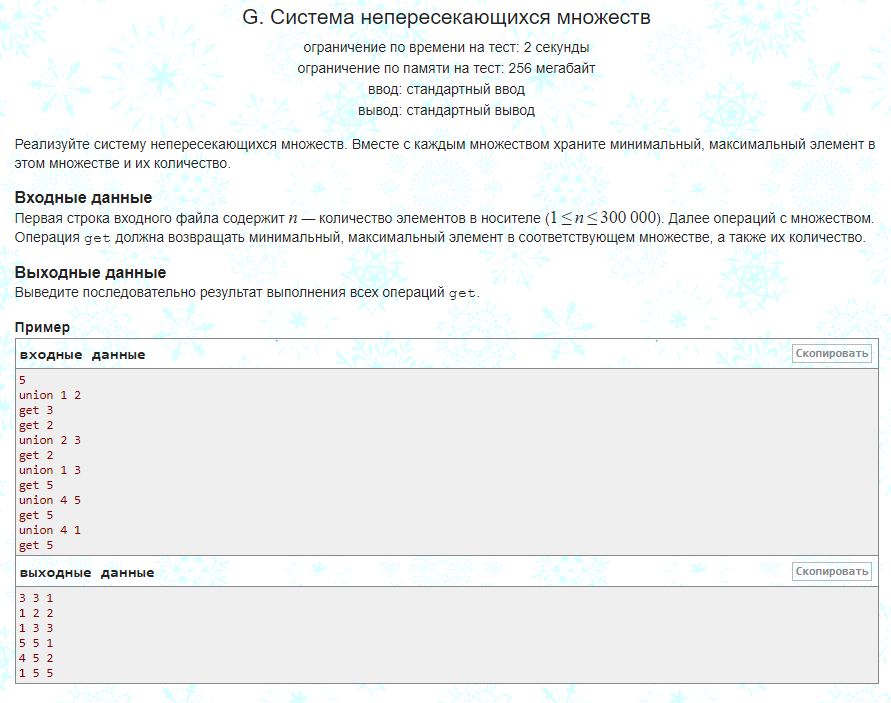 G. Система непересекающихся множеств
ограничение по времени на тест: 2 секунды
ограничение по памяти на тест: 256 мегабайт
ввод: стандартный ввод
вывод: стандартный вывод
Реализуйте систему непересекающихся множеств. Вместе с каждым множеством храните минимальный, максимальный элемент в
этом множестве и их количество.
Входные данные
Первая строка входного файла содержит n — количество элементов в носителе (1 ≤ n ≤ 300 000). Далее операций с множеством.
Операция get должна возвращать минимальный, максимальный элемент в соответствующем множестве, а также их количество.
Выходные данные
Выведите последовательно результат выполнения всех операций get.
Пример
входные данные
Скопировать
5
union 1 2
get 3
get 2
union 2 3
get 2
union 1 3
get 5
union 4 5
get 5
union 4 1
get 5
выходные данные
Скопировать
3 3 1
1 2 2
1 3 3
5 5 1
4 5 2
1 5 5